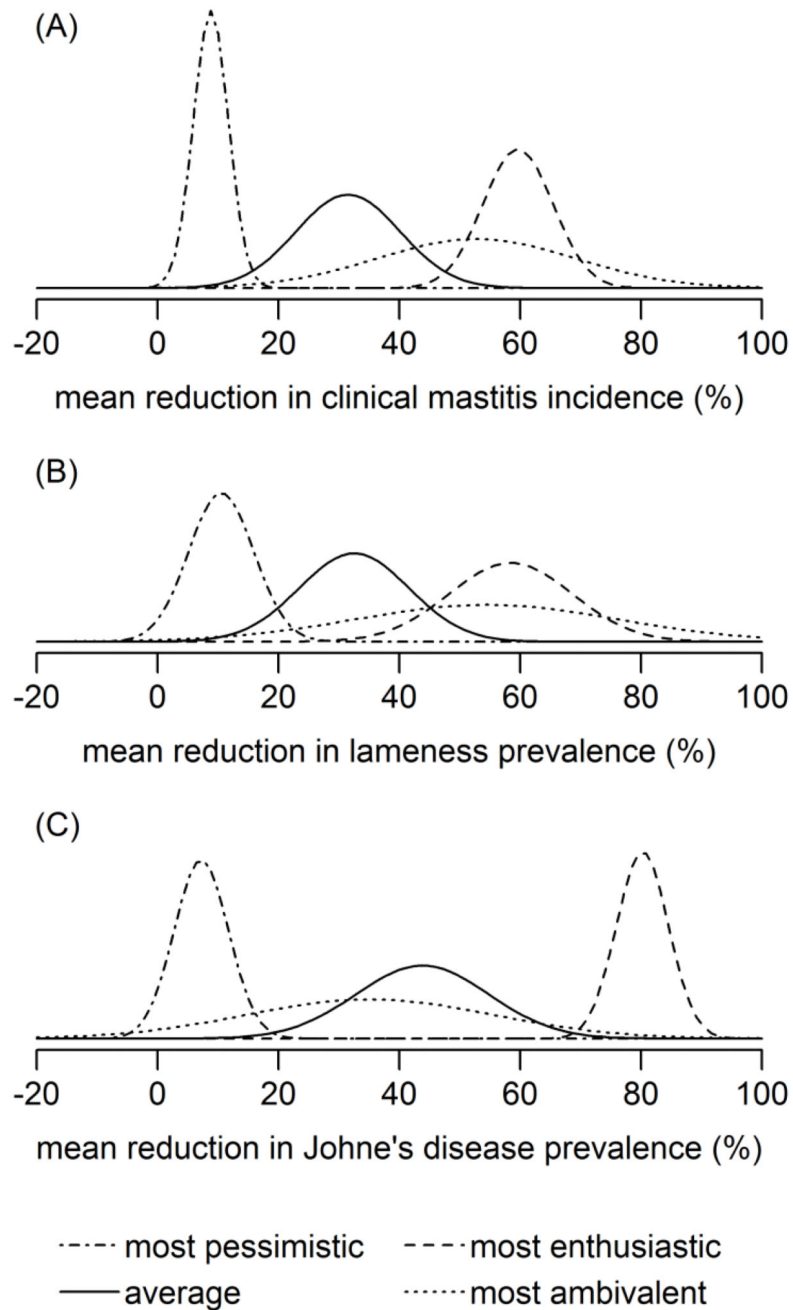 (A)
-20 0 20 40 60 80 100
mean reduction in clinical mastitis incidence (%)
(B)
-20 0 20 40 60 80 100
mean reduction in lameness prevalence (%)
(C)
-20 0 20 40 60 80 100
mean reduction in Johne's disease prevalence (%)
most pessimistic most enthusiastic
average most ambivalent